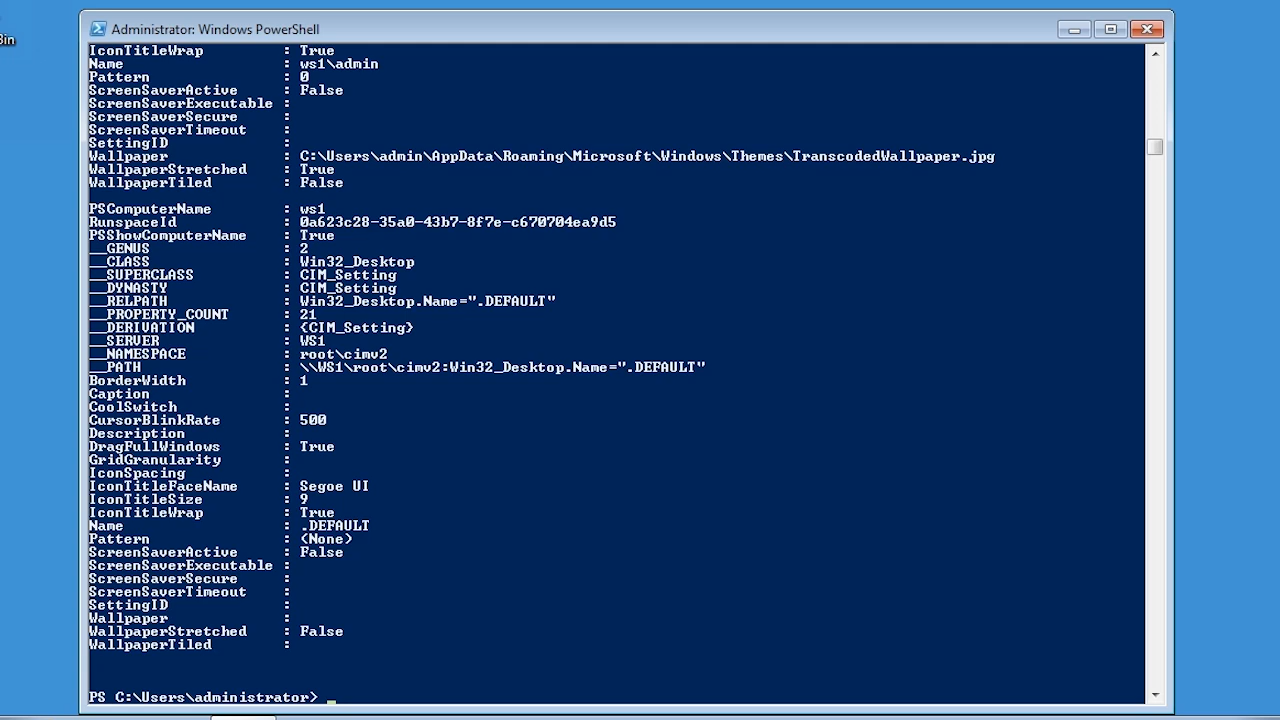 Bin
Administrator: Windows PowerShell
IconTitleWrap : True
Name : ws1\admin
Pattern : 0
ScreenSaverActive : False
ScreenSaverExecutable :
ScreenSaverSecure :
ScreenSaverTimeout :
SettingID :
Wallpaper : C:\Users\admin\AppData\Roaming\Microsoft\Windows\Themes\TranscodedWallpaper.jpg
WallpaperStretched : True
WallpaperTiled : False
PSComputerName : ws1
RunspaceId : 0a623c28-35a0-43b7-8f7e-c670704ea9d5
PSShowComputerName : True
__GENUS : 2
__CLASS : Win32_Desktop
__SUPERCLASS : CIM_Setting
__DYNASTY : CIM_Setting
__RELPATH : Win32_Desktop.Name=".DEFAULT"
__PROPERTY_COUNT : 21
__DERIVATION : {CIM_Setting}
__SERVER : WS1
__NAMESPACE : root\cimv2
__PATH : \\WS1\root\cimv2:Win32_Desktop.Name=".DEFAULT"
BorderWidth : 1
Caption :
CoolSwitch :
CursorBlinkRate : 500
Description :
DragFullWindows : True
GridGranularity :
IconSpacing :
IconTitleFaceName : Segoe UI
IconTitleSize : 9
IconTitleWrap : True
Name : .DEFAULT
Pattern : (None)
ScreenSaverActive : False
ScreenSaverExecutable :
ScreenSaverSecure :
ScreenSaverTimeout :
SettingID :
Wallpaper :
WallpaperStretched : False
WallpaperTiled :
PS C:\Users\administrator> _